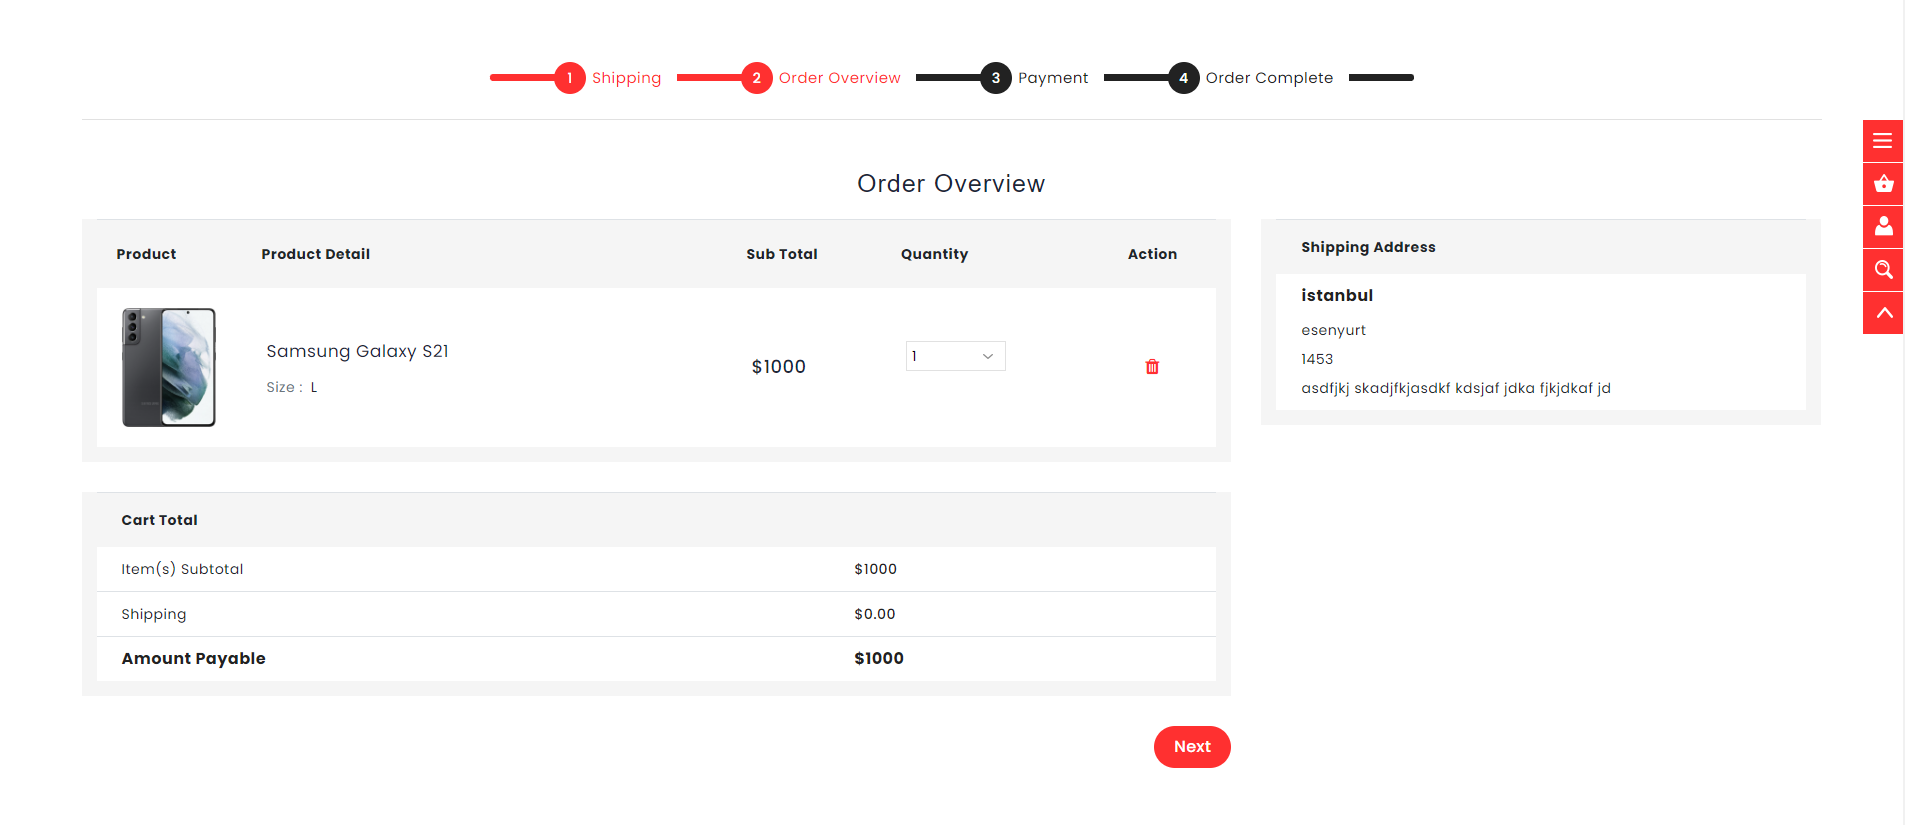 1 Shipping 2 Order Overview 3 Payment 4 Order Complete
Order Overview
Product Product Detail Sub Total Quantity Action
Samsung Galaxy S21
Size : L
$1000
1
Cart Total
Item(s) Subtotal $1000
Shipping $0.00
Amount Payable $1000
Next
Shipping Address
istanbul
esenyurt
1453
asdfjkj skadjfkjasdkf kdsjaf jdka fjkjdkaf jd